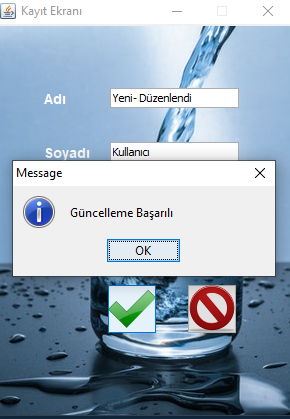 Kayıt Ekranı
Adı
Yeni- Düzenlendi
Soyadı
Kullanıcı
Message
Güncelleme Başarılı
OK